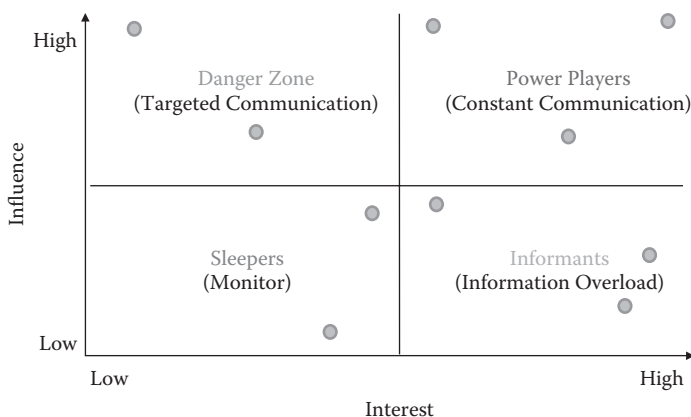 High
Danger Zone
(Targeted Communication)
Power Players
(Constant Communication)
Influence
Sleepers
(Monitor)
Informants
(Information Overload)
Low
Low
High
Interest